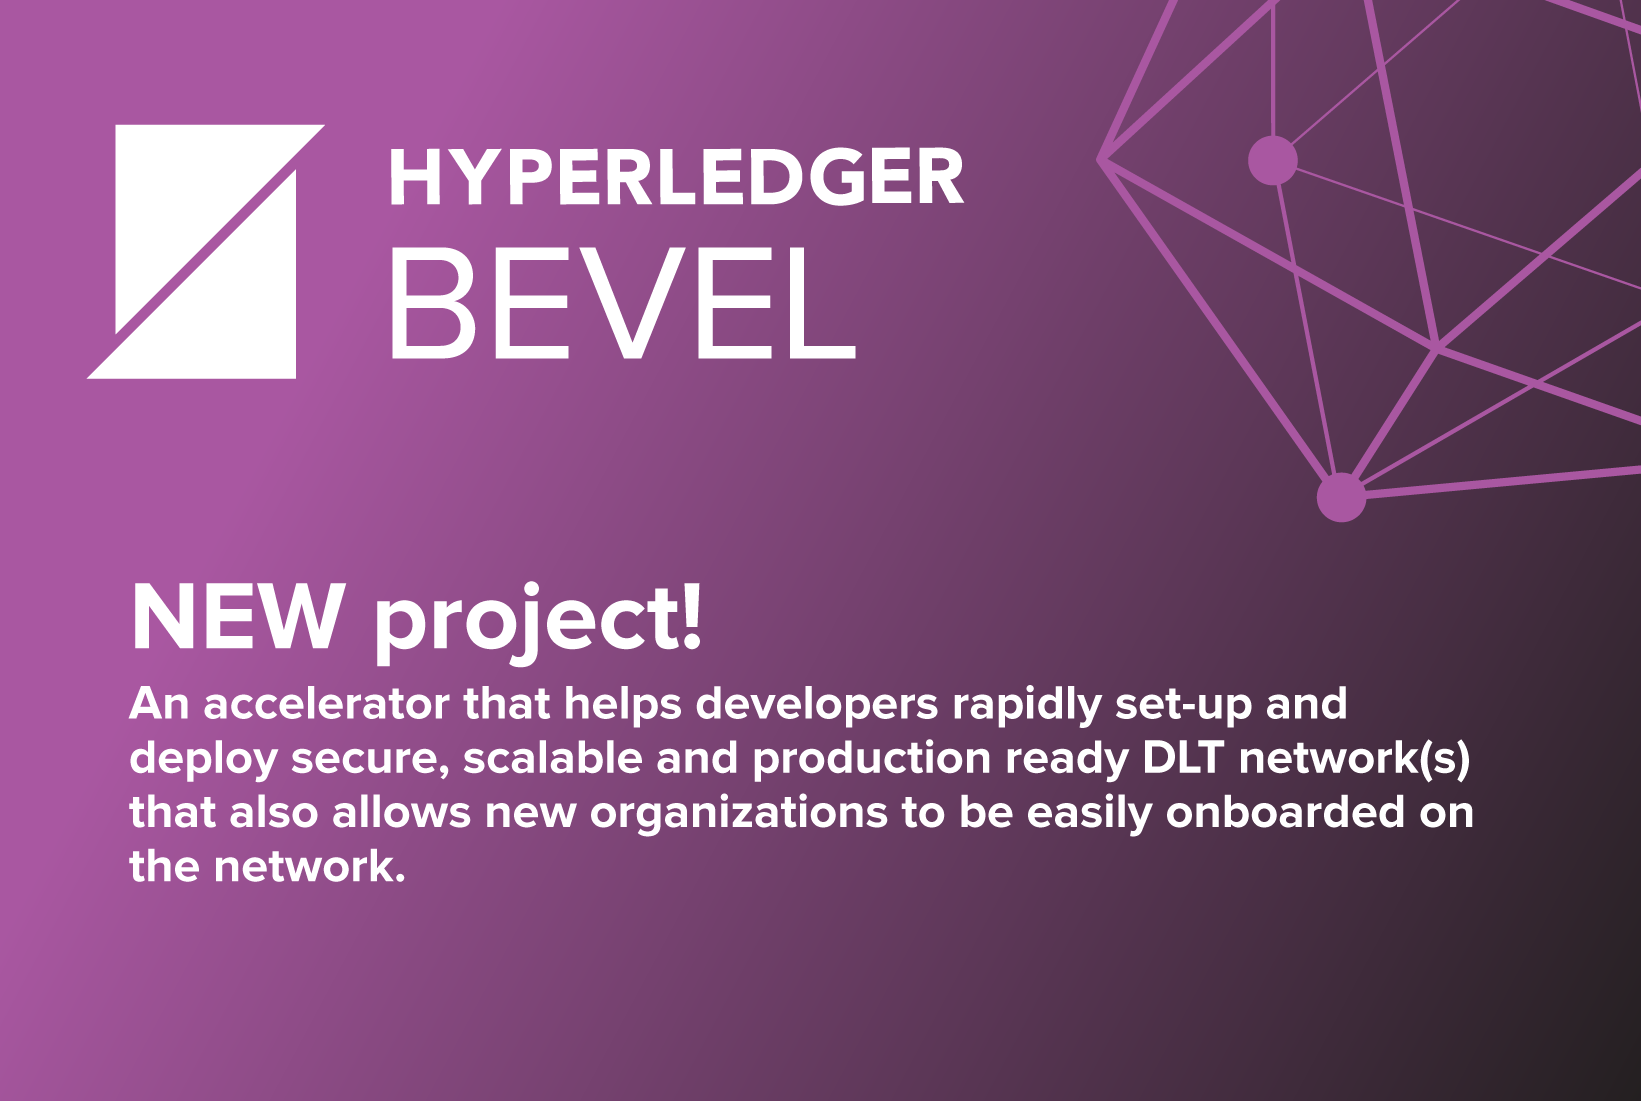 HYPERLEDGER
BEVEL
NEW project!
An accelerator that helps developers rapidly set-up and
deploy secure, scalable and production ready DLT network(s)
that also allows new organizations to be easily onboarded on
the network.